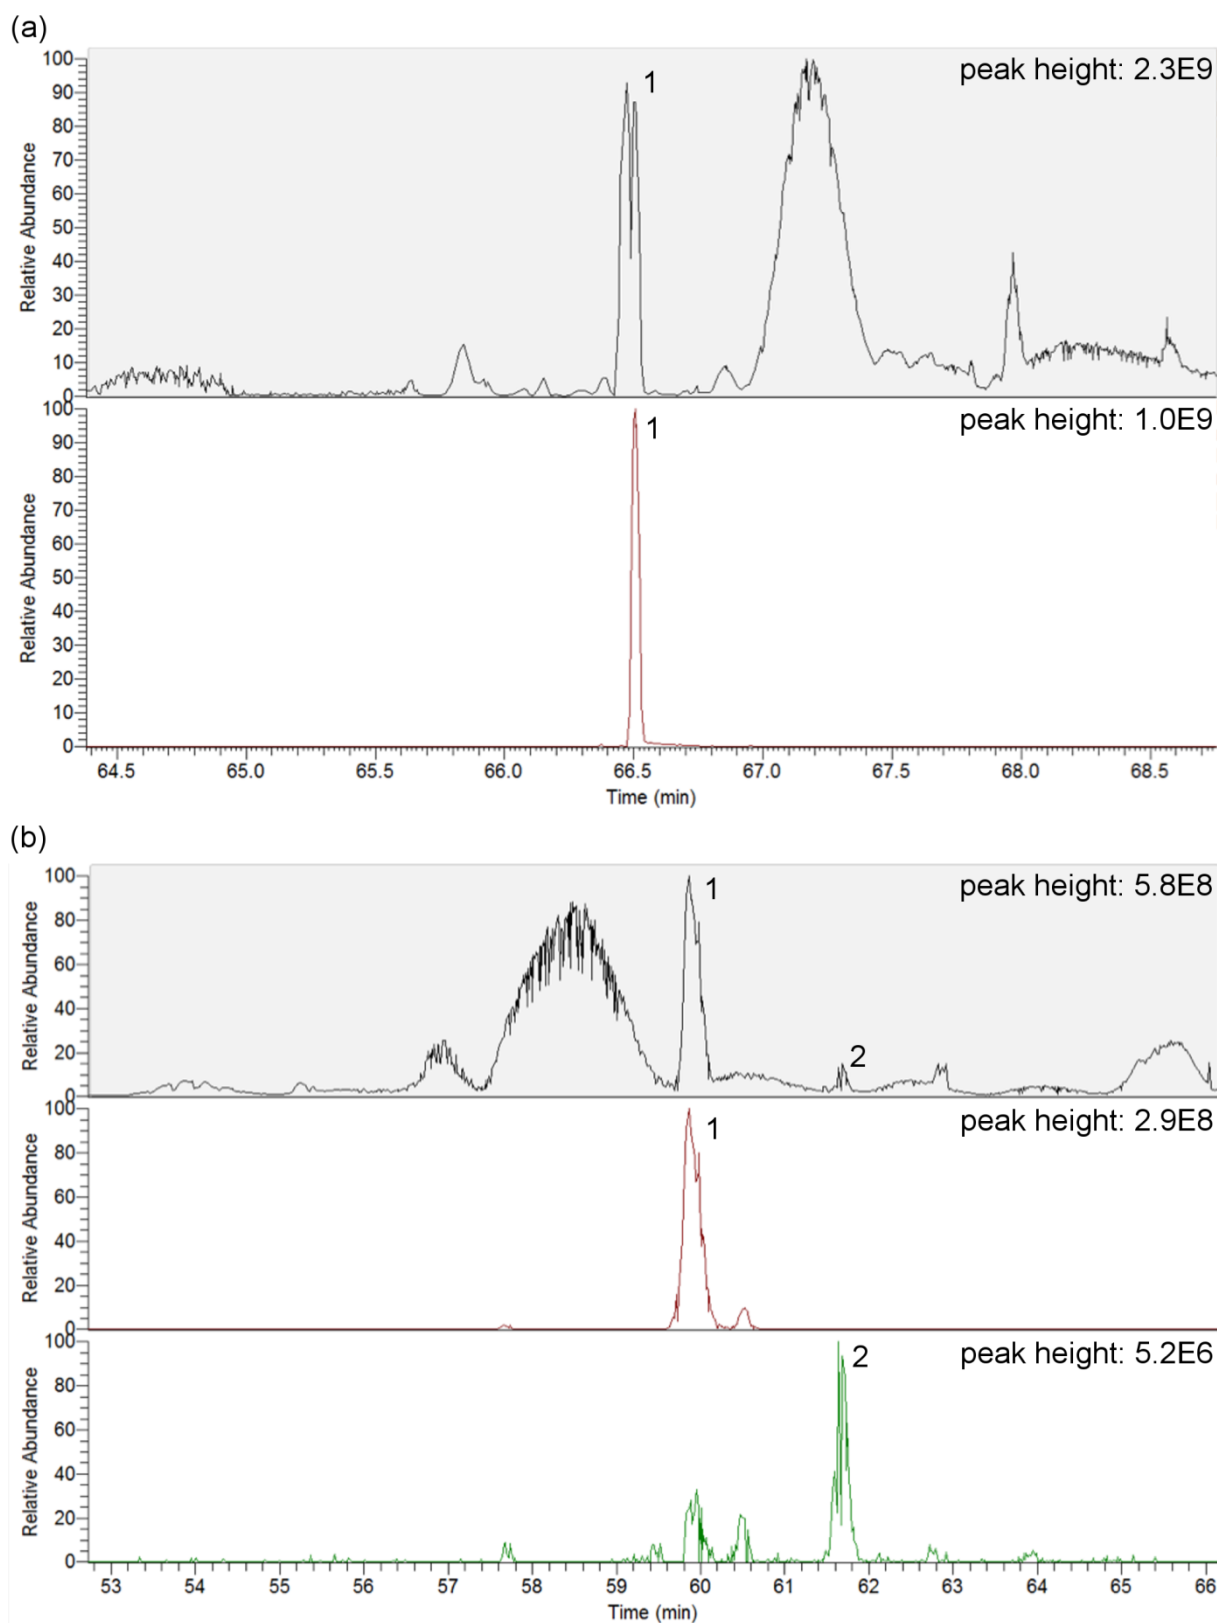 (a)
peak height: 2.3E9
1
100
90
80
70
60
50
40
30
20
10
0
Relative Abundance
peak height: 1.0E9
1
100
90
80
70
60
50
40
30
20
10
0
Relative Abundance
64.5 65.0 65.5 66.0 66.5 67.0 67.5 68.0 68.5
Time (min)
(b)
peak height: 5.8E8
1
2
100
80
60
40
20
0
Relative Abundance
peak height: 2.9E8
1
100
80
60
40
20
0
Relative Abundance
peak height: 5.2E6
2
100
80
60
40
20
0
Relative Abundance
53 54 55 56 57 58 59 60 61 62 63 64 65 66
Time (min)